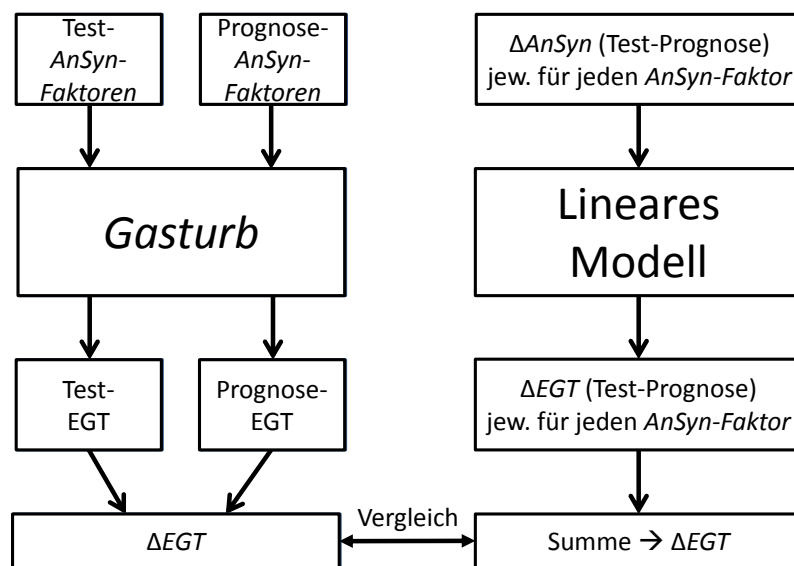 Test-
AnSyn-
Faktoren
Prognose-
AnSyn-
Faktoren
Gasturb
Test-
EGT
Prognose-
EGT
ΔEGT
Vergleich
ΔAnSyn (Test-Prognose)
jew. für jeden AnSyn-Faktor
Lineares
Modell
ΔEGT (Test-Prognose)
jew. für jeden AnSyn-Faktor
Summe → ΔEGT